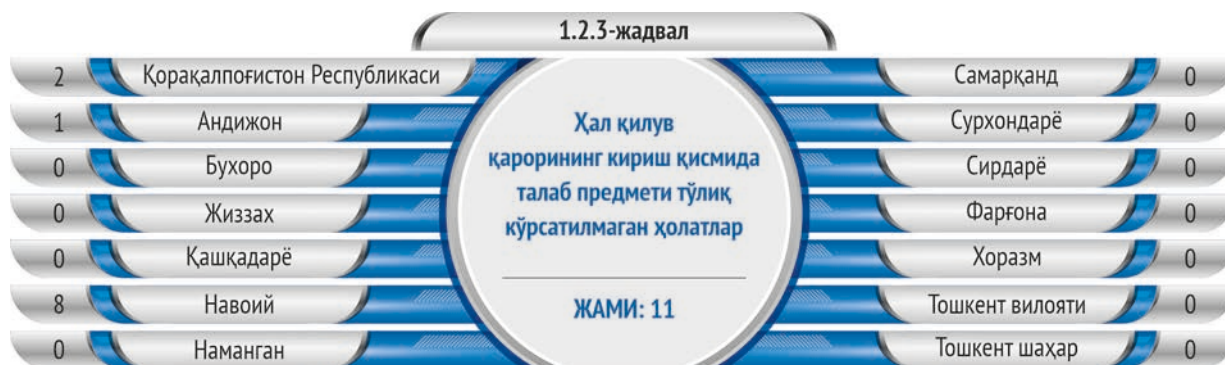 1.2.3-жадвал
2 Қорақалпоғистон Республикаси
1 Андижон
0 Бухоро
0 Жиззах
0 Қашқадарё
8 Навоий
0 Наманган
Ҳал қилув
қарорининг кириш қисмида
талаб предмети тўлиқ
кўрсатилмаган ҳолатлар
ЖАМИ: 11
Самарқанд 0
Сурхондарё 0
Сирдарё 0
Фарғона 0
Хоразм 0
Тошкент вилояти 0
Тошкент шаҳар 0